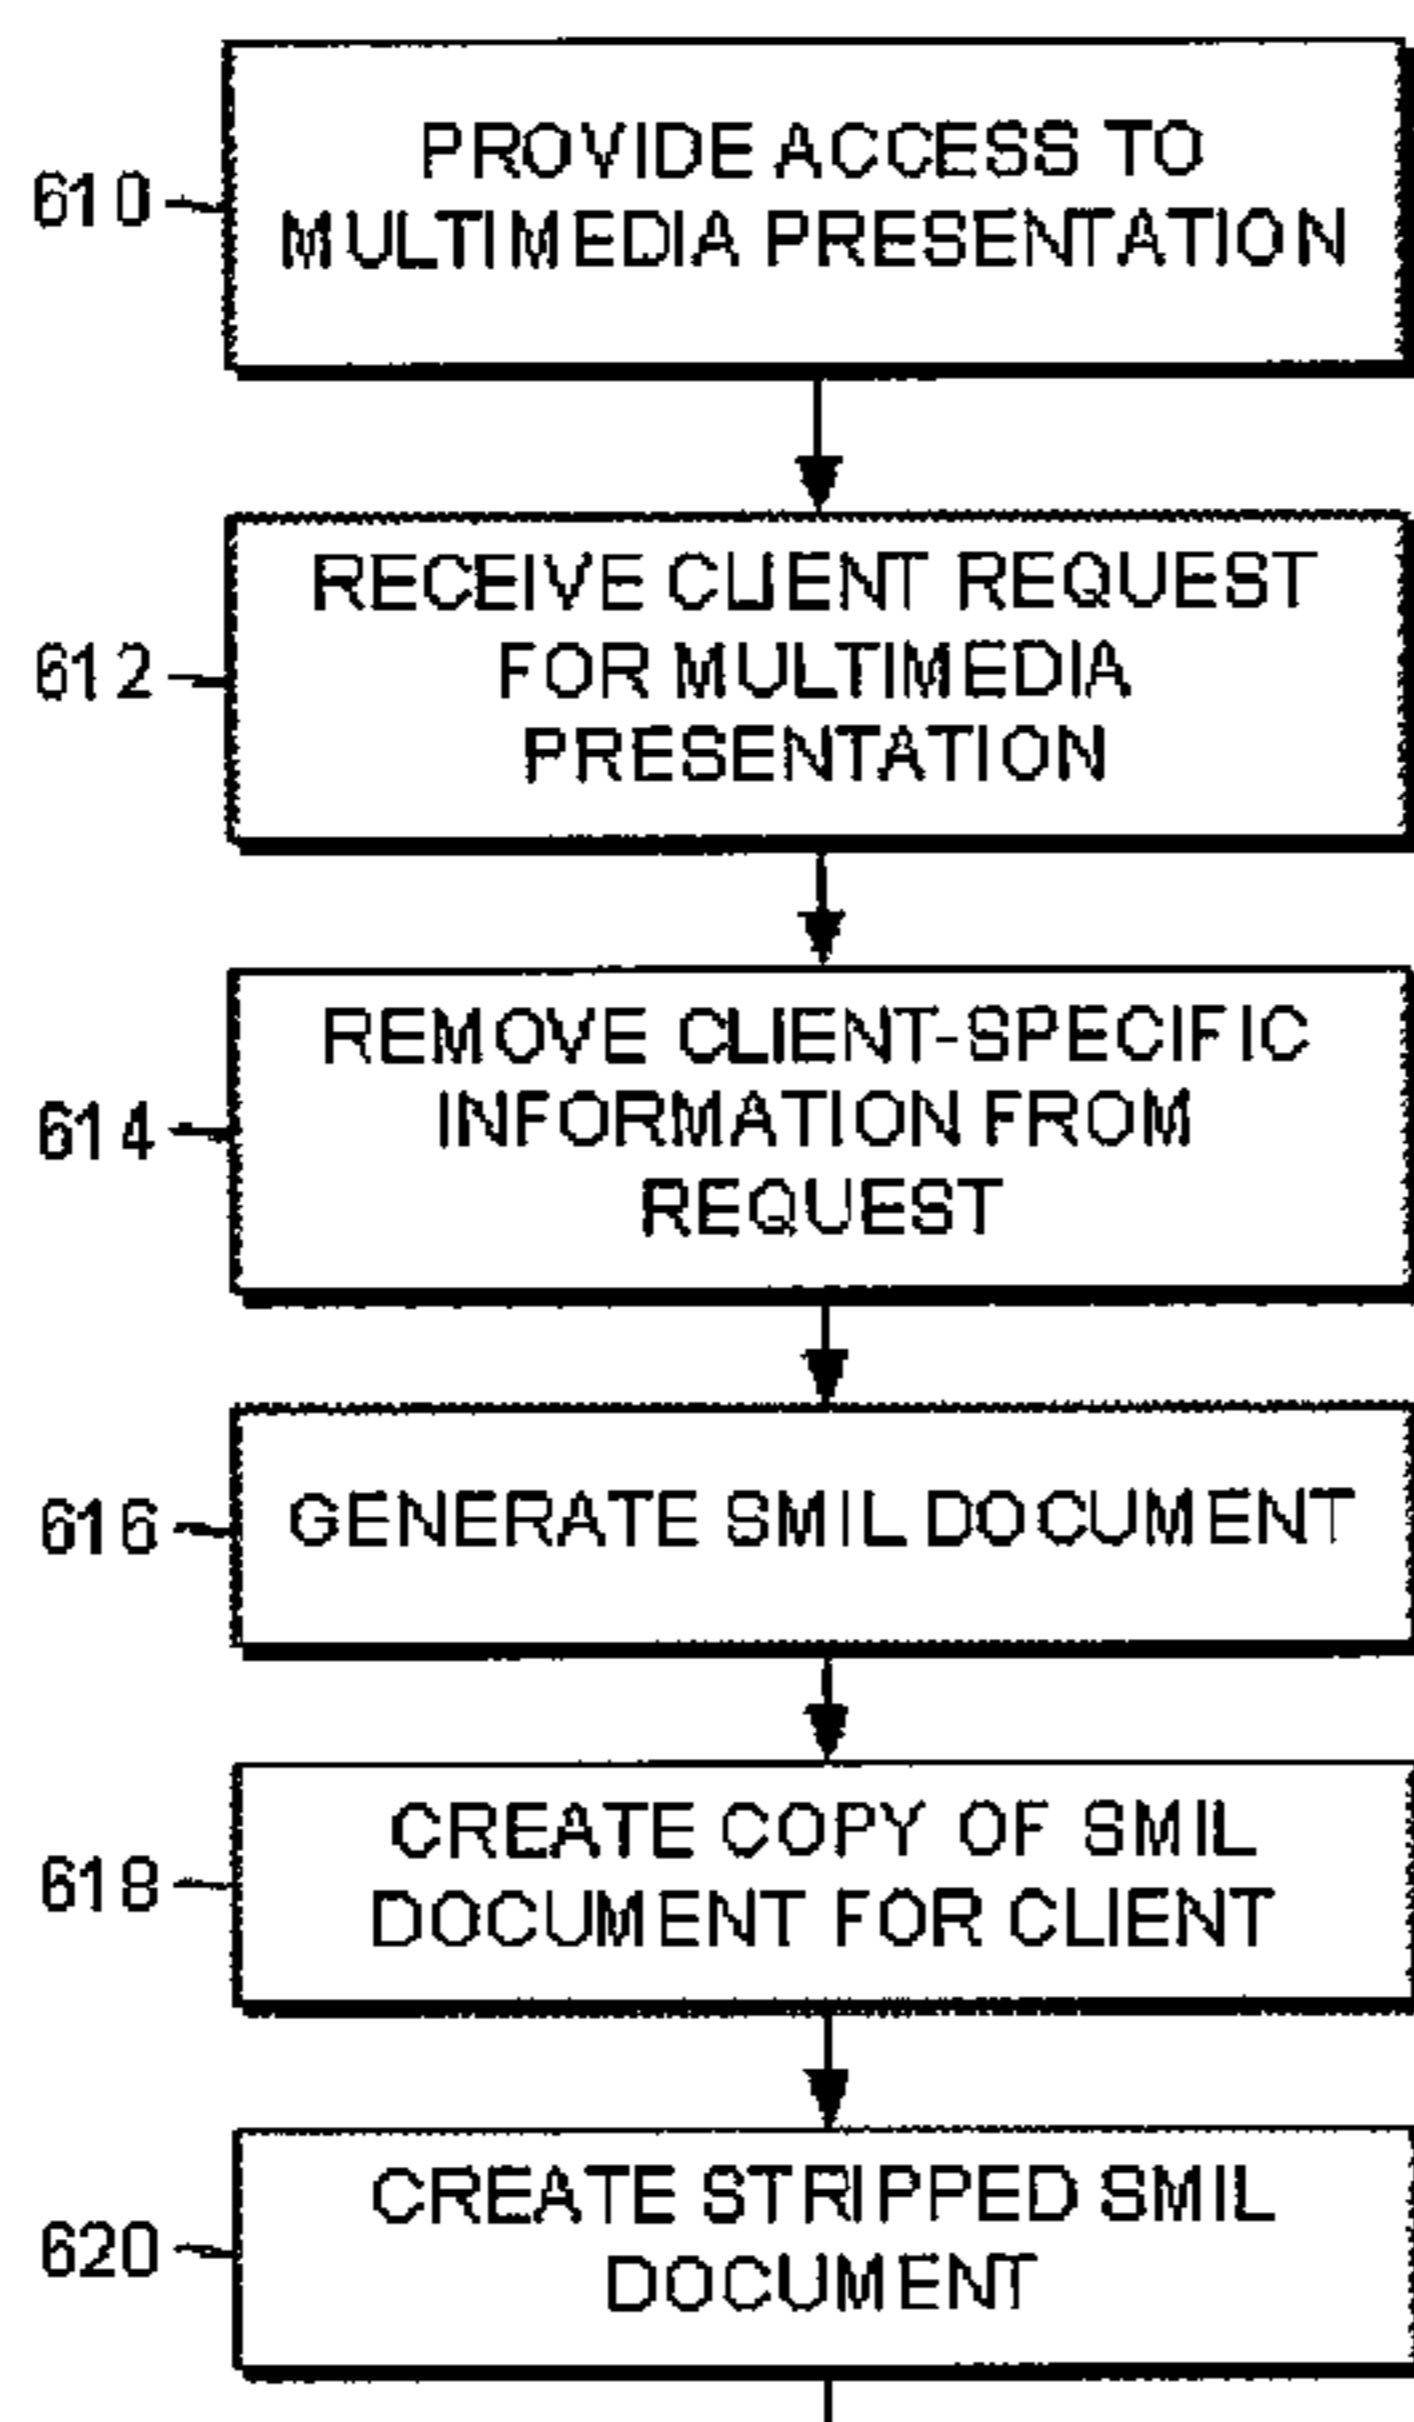 PROVIDE ACCESS TO
610
MULTIMEDIA PRESENTATION
RECEIVE CLIENT REQUEST
612
FOR MULTIMEDIA
PRESENTATION
REMOVE CLIENT-SPECIFIC
614
INFORMATION FROM
REQUEST
616
GENERATE SMIL DOCUMENT
CREATE COPY OF SMIL
618
DOCUMENT FOR CLIENT
CREATE STRIPPED SMIL
620
DOCUMENT